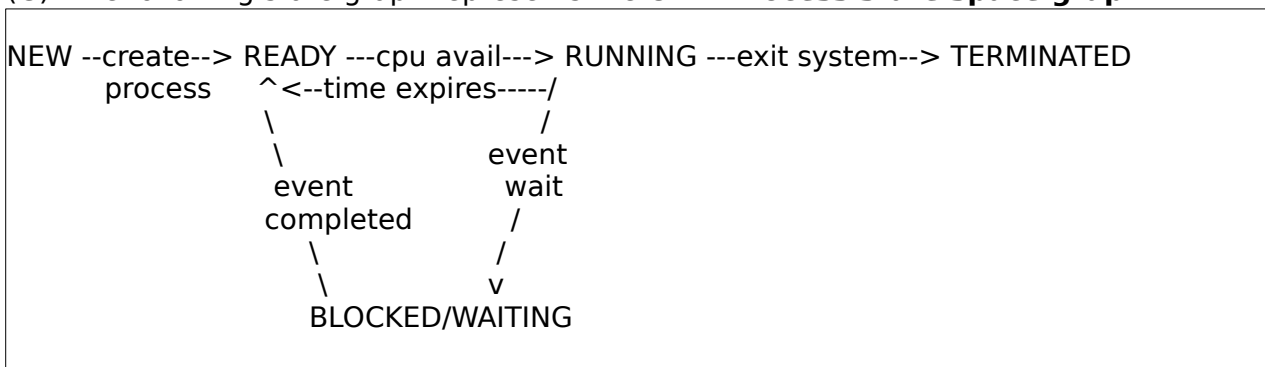 NEW --create--> READY ---cpu avail---> RUNNING ---exit system--> TERMINATED
process ^<--time expires-----/
\ /
\ event
event wait
completed /
\ /
\ v
BLOCKED/WAITING